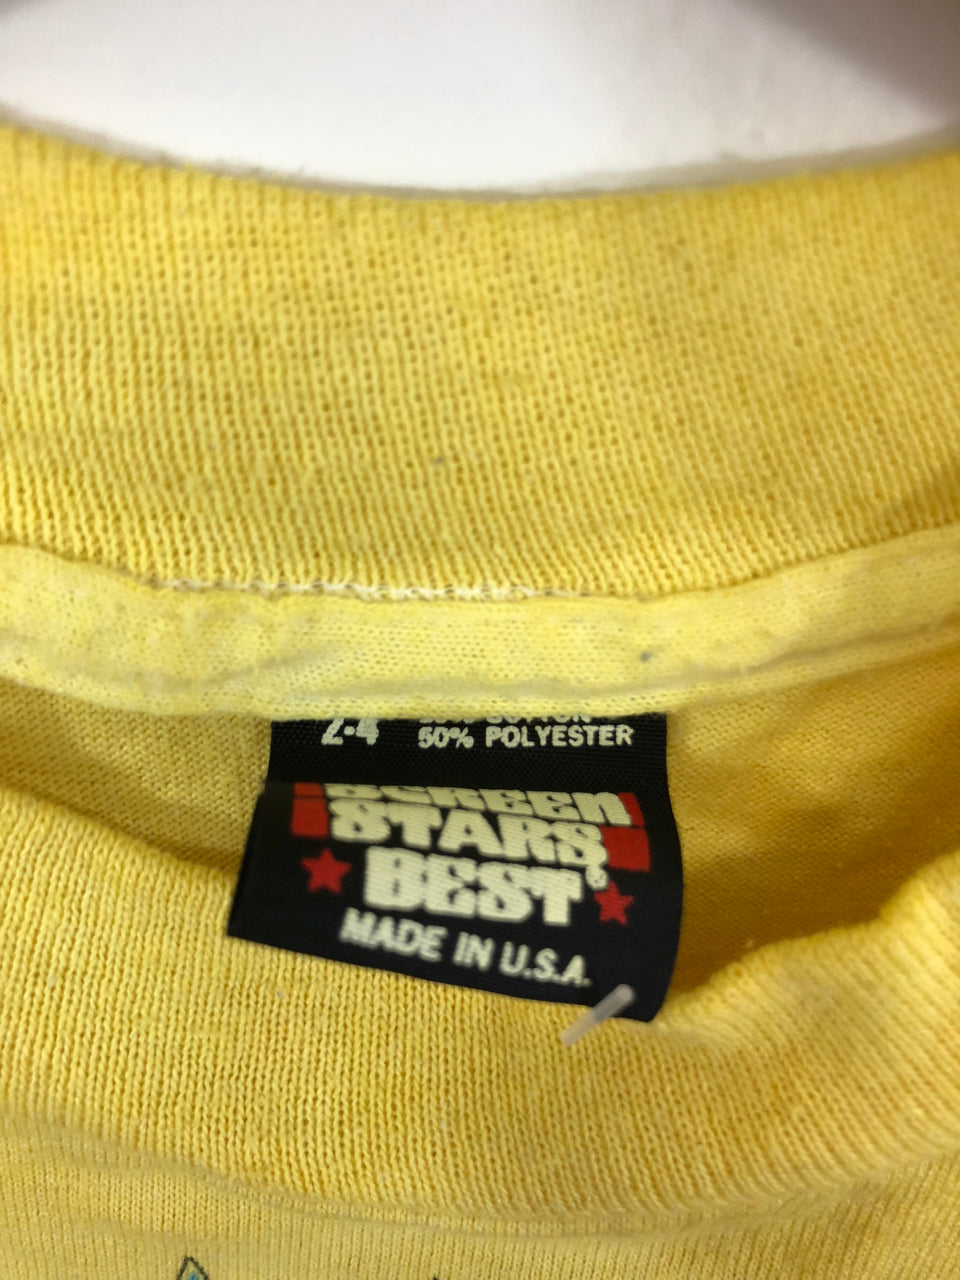 2-4
50% POLYESTER
SCREEN
STARS
BEST®
MADE IN U.S.A.